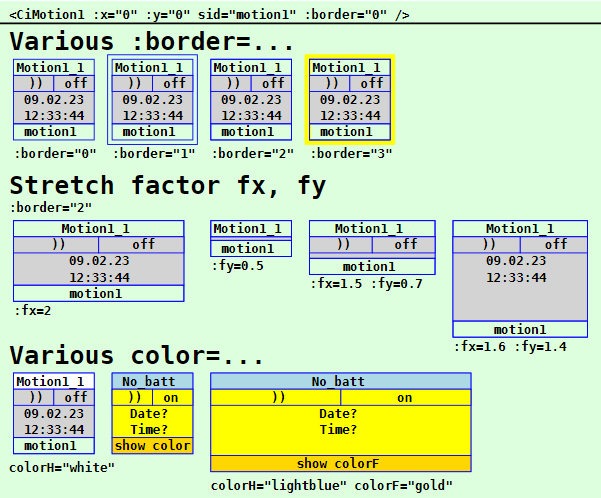 <CiMotion1 :x="0" :y="0" sid="motion1" :border="0" />
Various :border=...
Motion1_1 Motion1_1 Motion1_1 Motion1_1
)) off )) off )) off )) off
09.02.23 09.02.23 09.02.23 09.02.23
12:33:44 12:33:44 12:33:44 12:33:44
motion1 motion1 motion1 motion1
:border="0" :border="1" :border="2" :border="3"
Stretch factor fx, fy
:border="2"
Motion1_1 Motion1_1 Motion1_1 Motion1_1
)) off motion1 )) off )) off
09.02.23 :fy=0.5 motion1 09.02.23
12:33:44 :fx=1.5 :fy=0.7 12:33:44
motion1 motion1
:fx=2 :fx=1.6 :fy=1.4
Various color=...
Motion1_1 No_batt No_batt
)) off )) on )) on
09.02.23 Date? Date?
12:33:44 Time? Time?
motion1 show color show colorF
colorH="white" colorH="lightblue" colorF="gold"